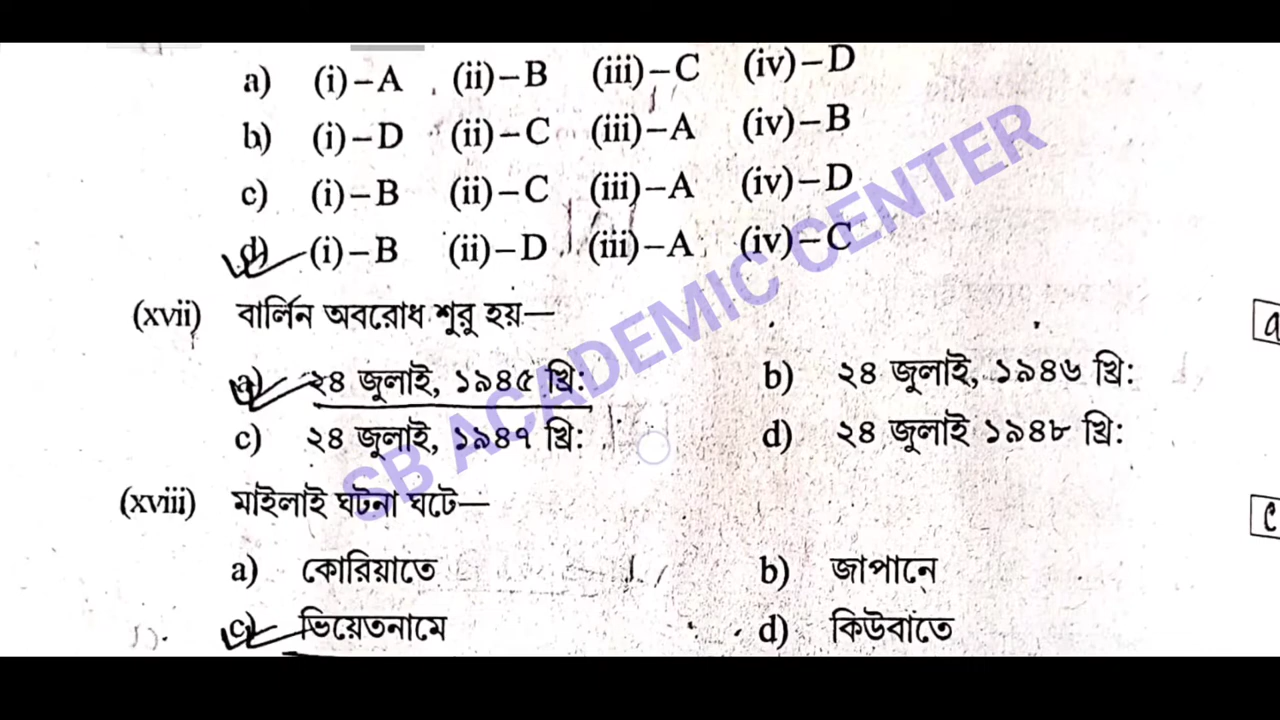 a) (i)–A (ii)–B (iii)–C (iv)–D
b) (i)–D (ii)–C (iii)–A (iv)–B
c) (i)–B (ii)–C (iii)–A (iv)–D
d) (i)–B (ii)–D (iii)–A (iv)–C
(xvii) বার্লিন অবরোধ শুরু হয়—
a) ২৪ জুলাই, ১৯৪৫ খ্রি: b) ২৪ জুলাই, ১৯৪৬ খ্রি:
c) ২৪ জুলাই, ১৯৪৭ খ্রি: d) ২৪ জুলাই ১৯৪৮ খ্রি:
(xviii) মাইলাই ঘটনা ঘটে—
a) কোরিয়াতে b) জাপানে
c) ভিয়েতনামে d) কিউবাতে
a
c
SB ACADEMIC CENTER